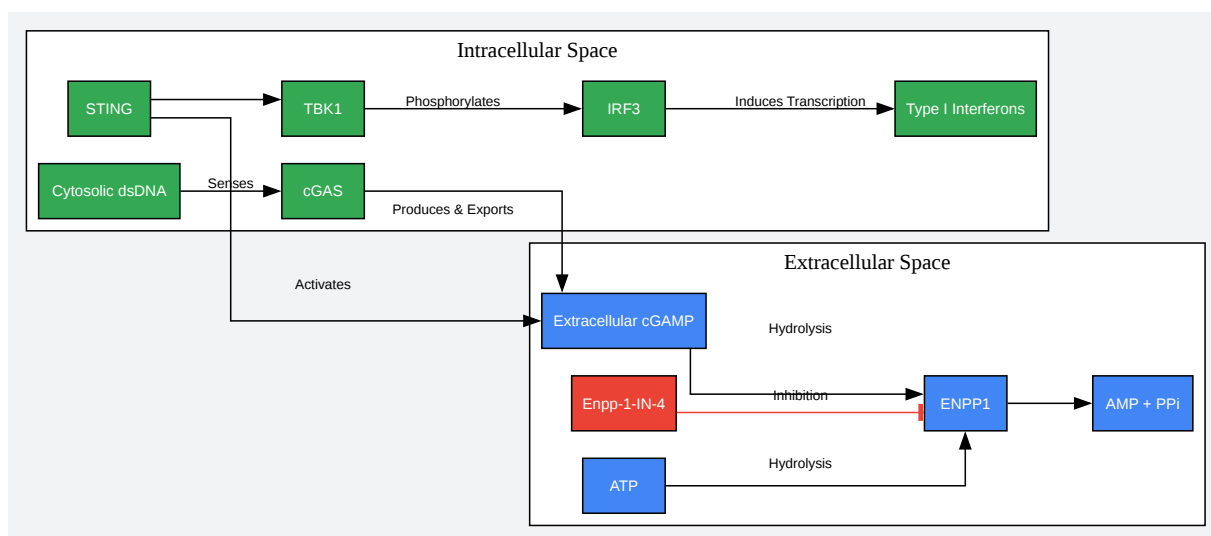 Intracellular Space
STING
TBK1
Phosphorylates
IRF3
Induces Transcription
Type I Interferons
Cytosolic dsDNA
Senses
cGAS
Produces & Exports
Activates
Extracellular Space
Extracellular cGAMP
Hydrolysis
Enpp-1-IN-4
Inhibition
ENPP1
AMP + PPi
Hydrolysis
ATP